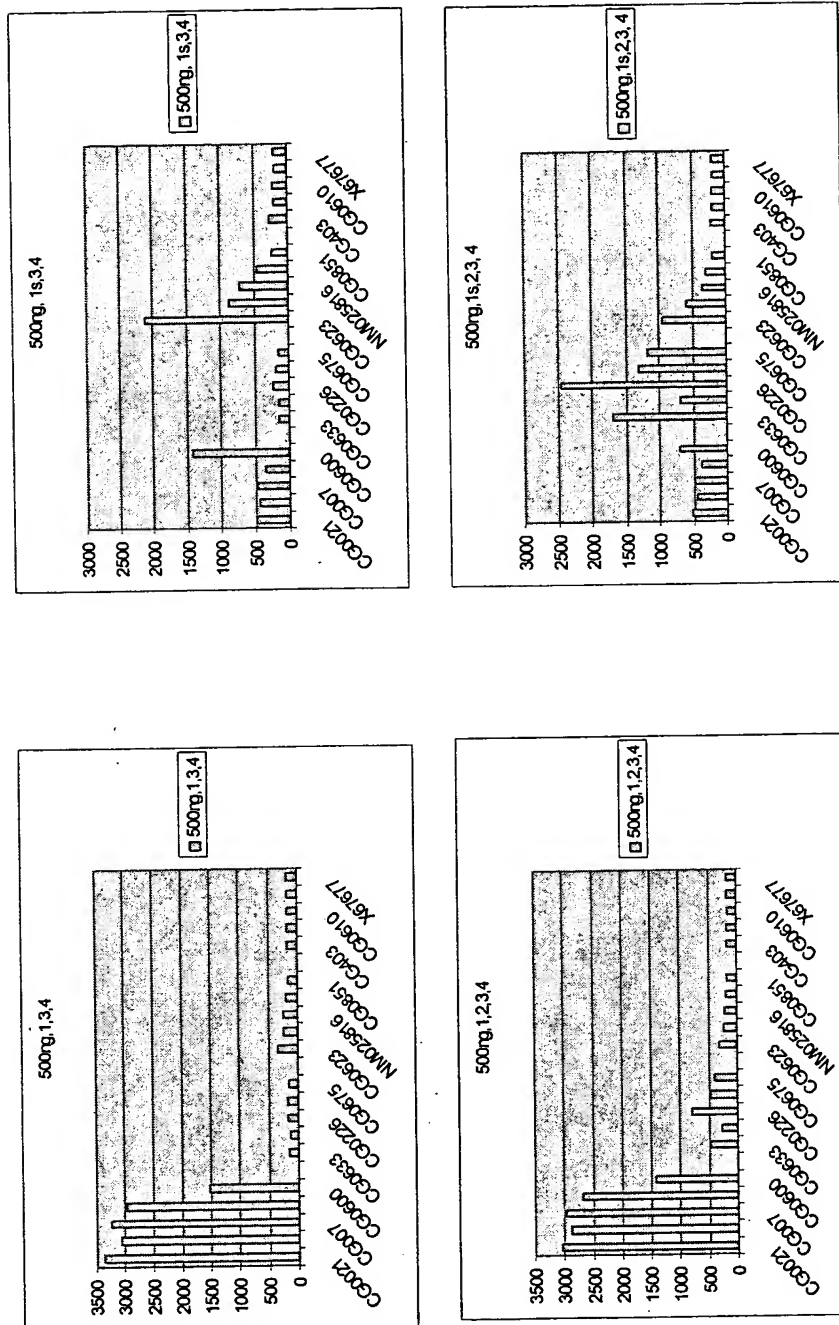 500ng,1,3,4
3500
3000
2500
2000
1500
1000
500
0
CG0021
CG007
CG0600
CG0633
CG0226
CG0675
CG0623
NM025816
CG0851
CG403
CG0610
X67677
500ng,1,3,4
500ng, 1s,3,4
3000
2500
2000
1500
1000
500
0
CG0021
CG007
CG0600
CG0633
CG0226
CG0675
CG0623
NM025816
CG0851
CG403
CG0610
X67677
500ng, 1s,3,4
500ng,1,2,3,4
3500
3000
2500
2000
1500
1000
500
0
CG0021
CG007
CG0600
CG0633
CG0226
CG0675
CG0623
NM025816
CG0851
CG403
CG0610
X67677
500ng,1,2,3,4
500ng,1s,2,3, 4
3000
2500
2000
1500
1000
500
0
CG0021
CG007
CG0600
CG0633
CG0226
CG0675
CG0623
NM025816
CG0851
CG403
CG0610
X67677
500ng,1s,2,3, 4